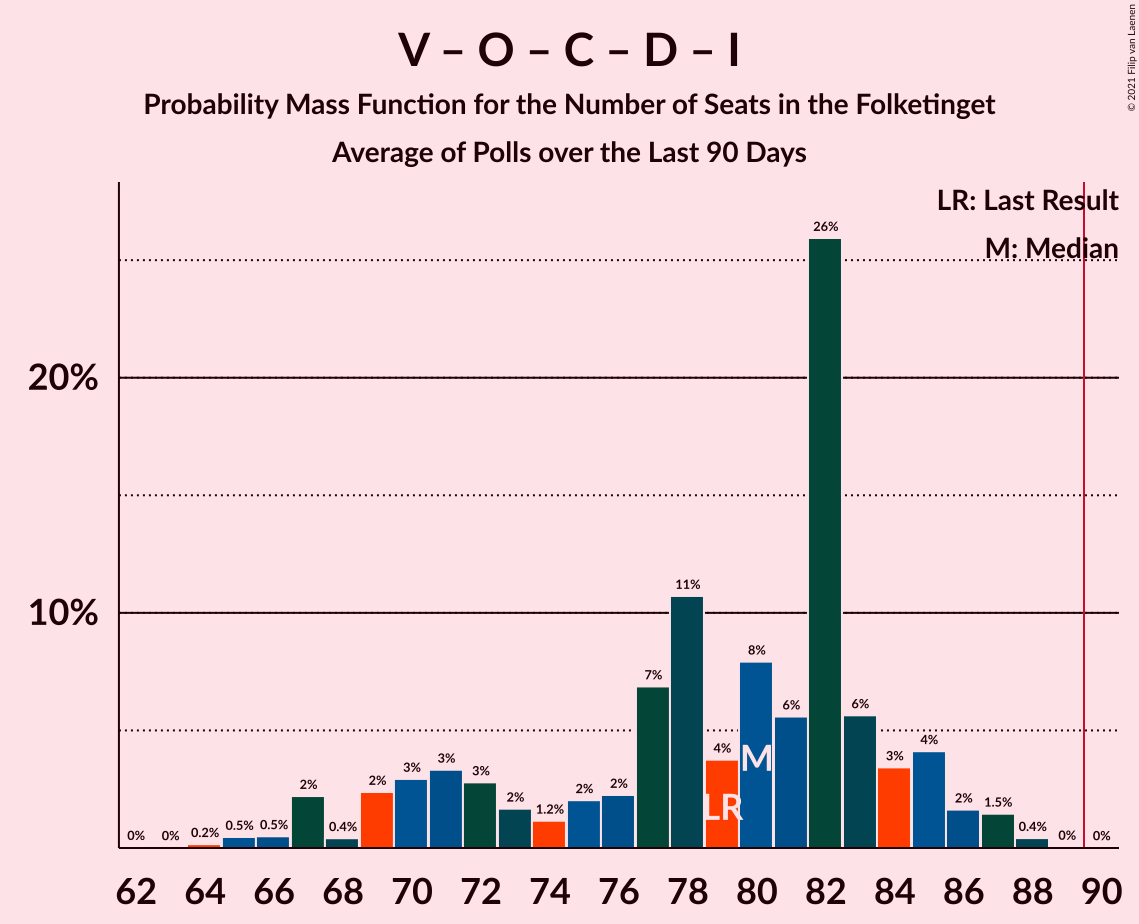 V – O – C – D – I
Probability Mass Function for the Number of Seats in the Folketinget
Average of Polls over the Last 90 Days
© 2021 Filip van Laenen
LR: Last Result
M: Median
20%
10%
0% 0% 0.2% 0.5% 0.5% 2% 0.4% 2% 3% 3% 3% 2% 1.2% 2% 2% 7% 11% 4% 8% 6% 26% 6% 3% 4% 2% 1.5% 0.4% 0% 0%
M
LR
62 64 66 68 70 72 74 76 78 80 82 84 86 88 90